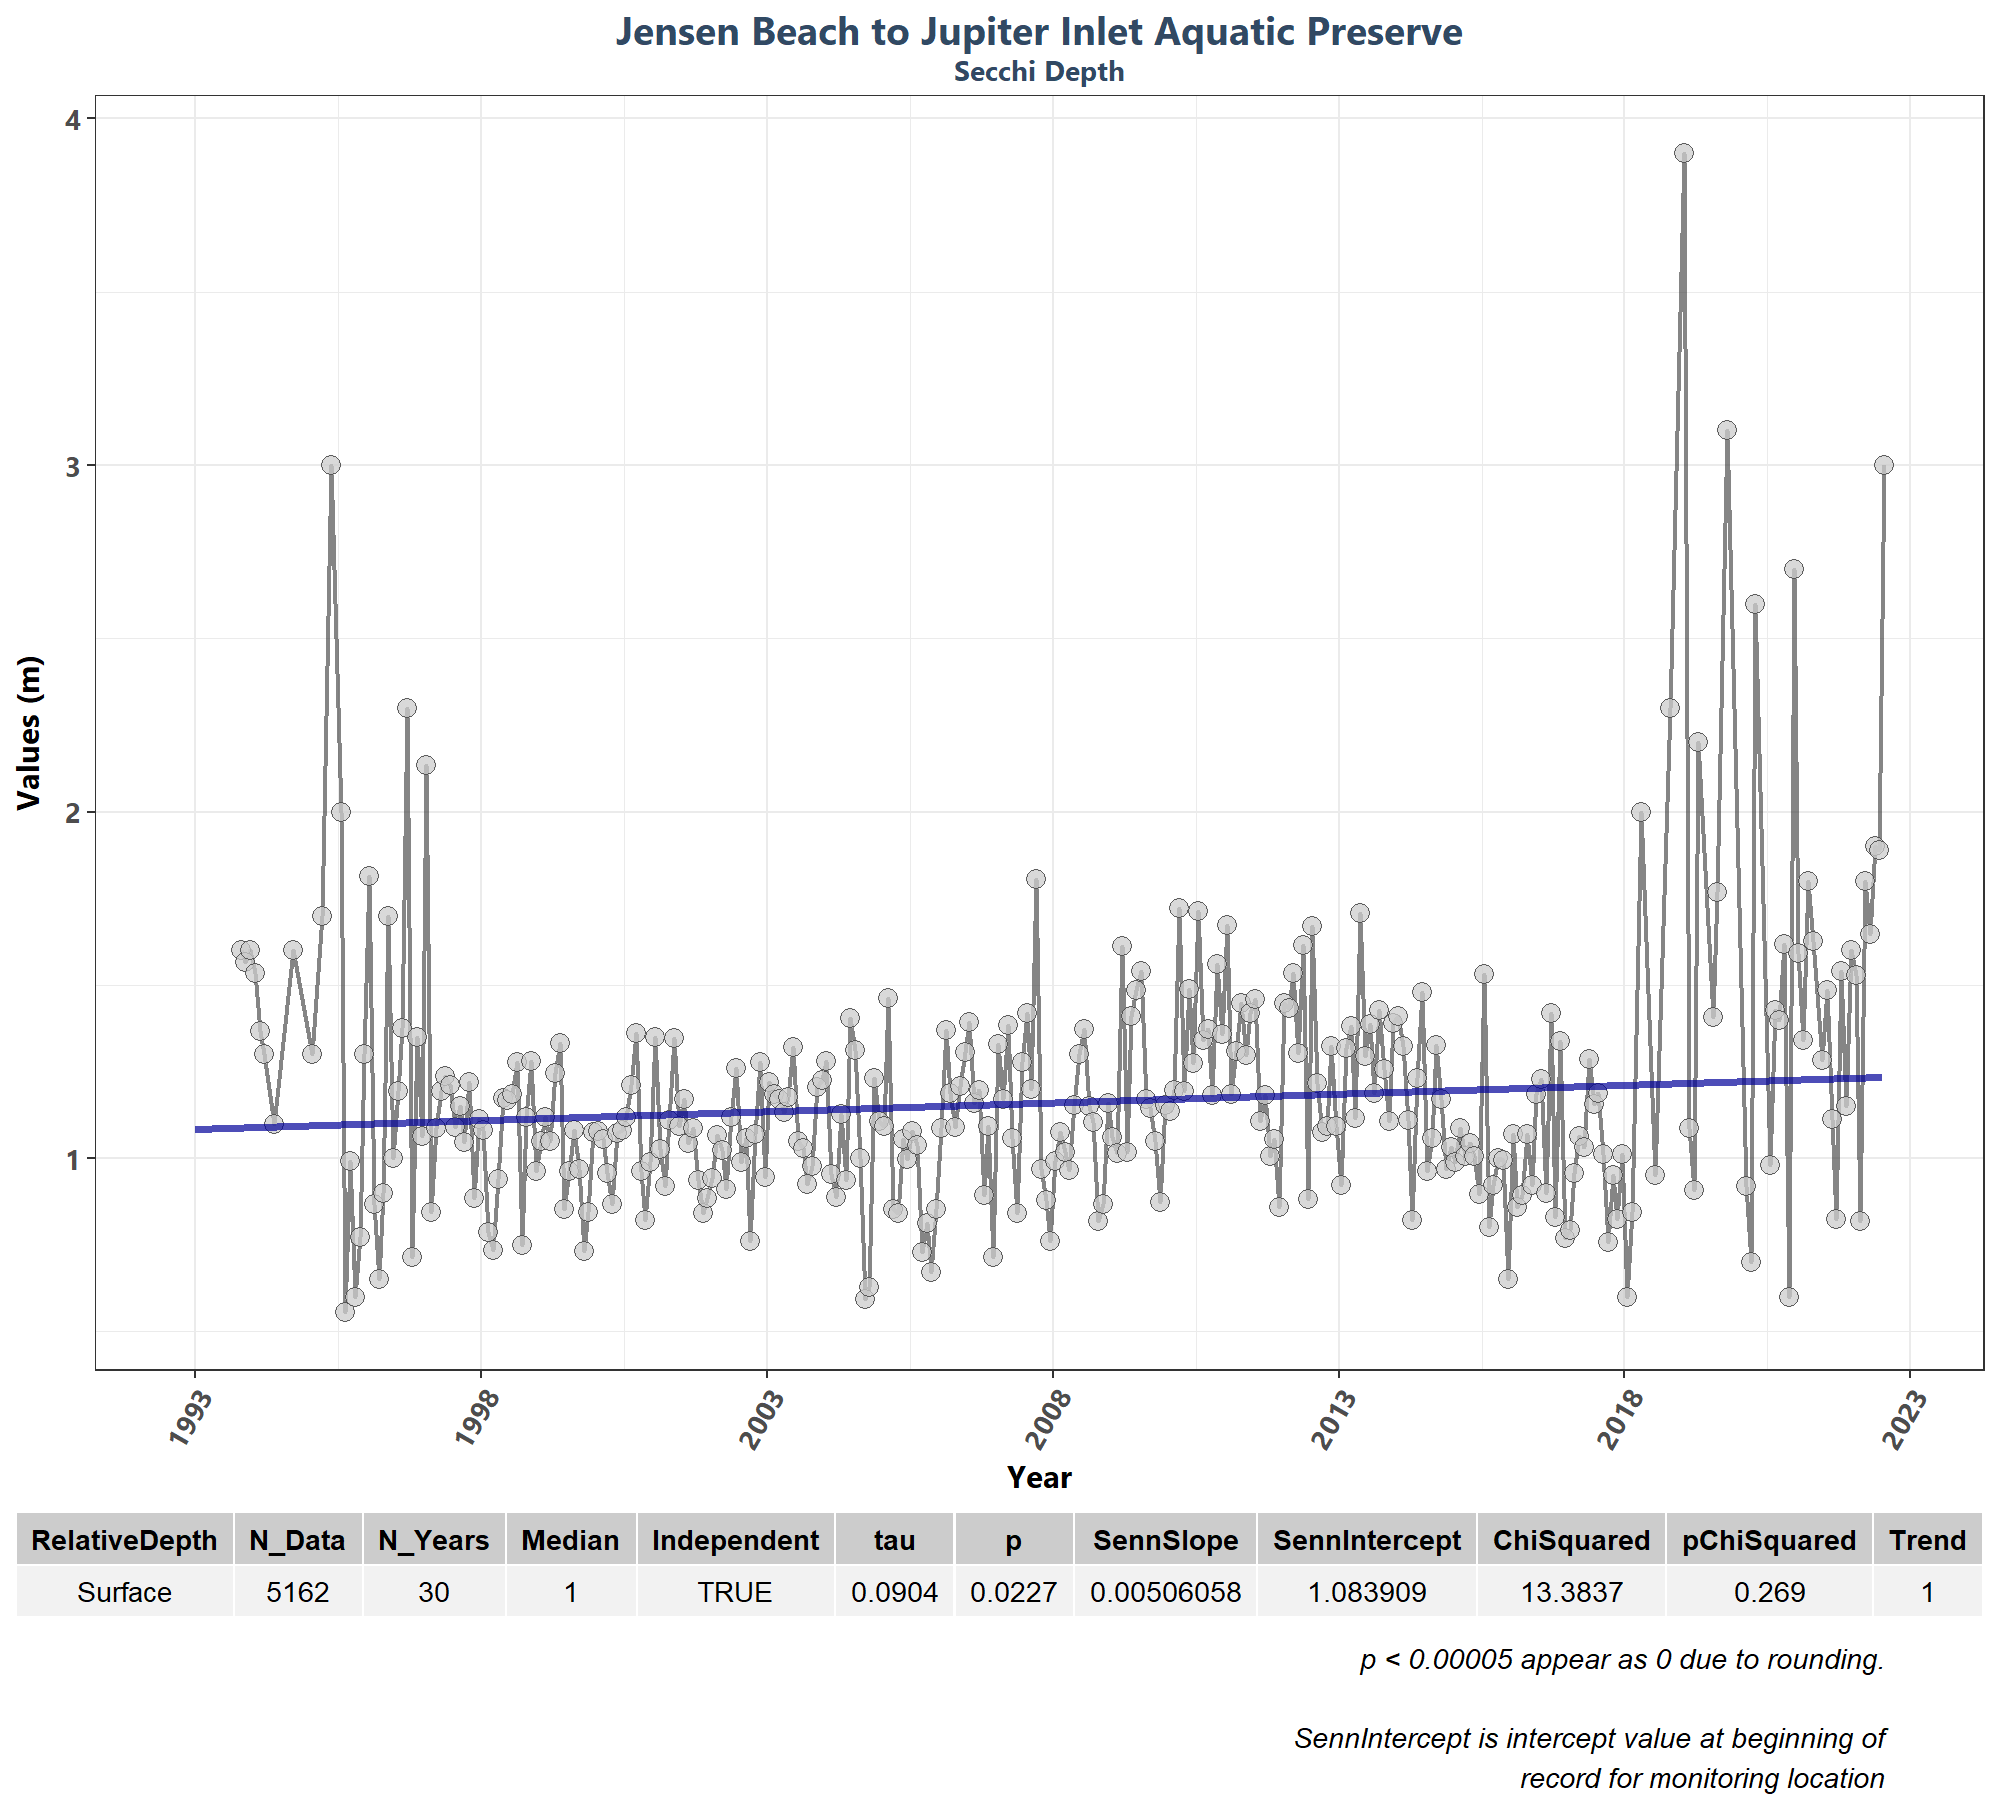 Jensen Beach to Jupiter Inlet Aquatic Preserve
Secchi Depth
Values (m)
4
3
2
1
1993 1998 2003 2008 2013 2018 2023
Year
RelativeDepth N_Data N_Years Median Independent tau p SennSlope SennIntercept ChiSquared pChiSquared Trend
Surface 5162 30 1 TRUE 0.0904 0.0227 0.00506058 1.083909 13.3837 0.269 1
p < 0.00005 appear as 0 due to rounding.
SennIntercept is intercept value at beginning of
record for monitoring location